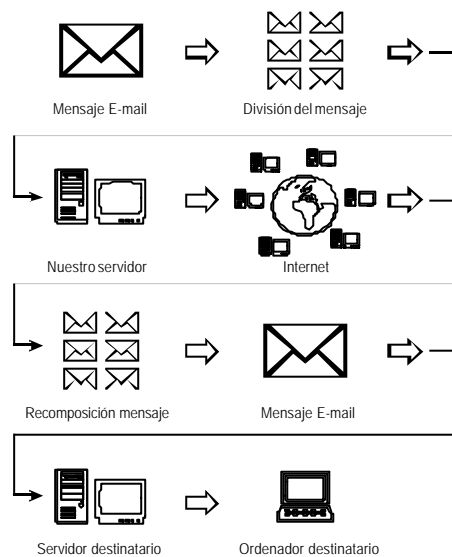 Mensaje E-mail
División del mensaje
Nuestro servidor
Internet
Recomposición mensaje
Mensaje E-mail
Servidor destinatario
Ordenador destinatario